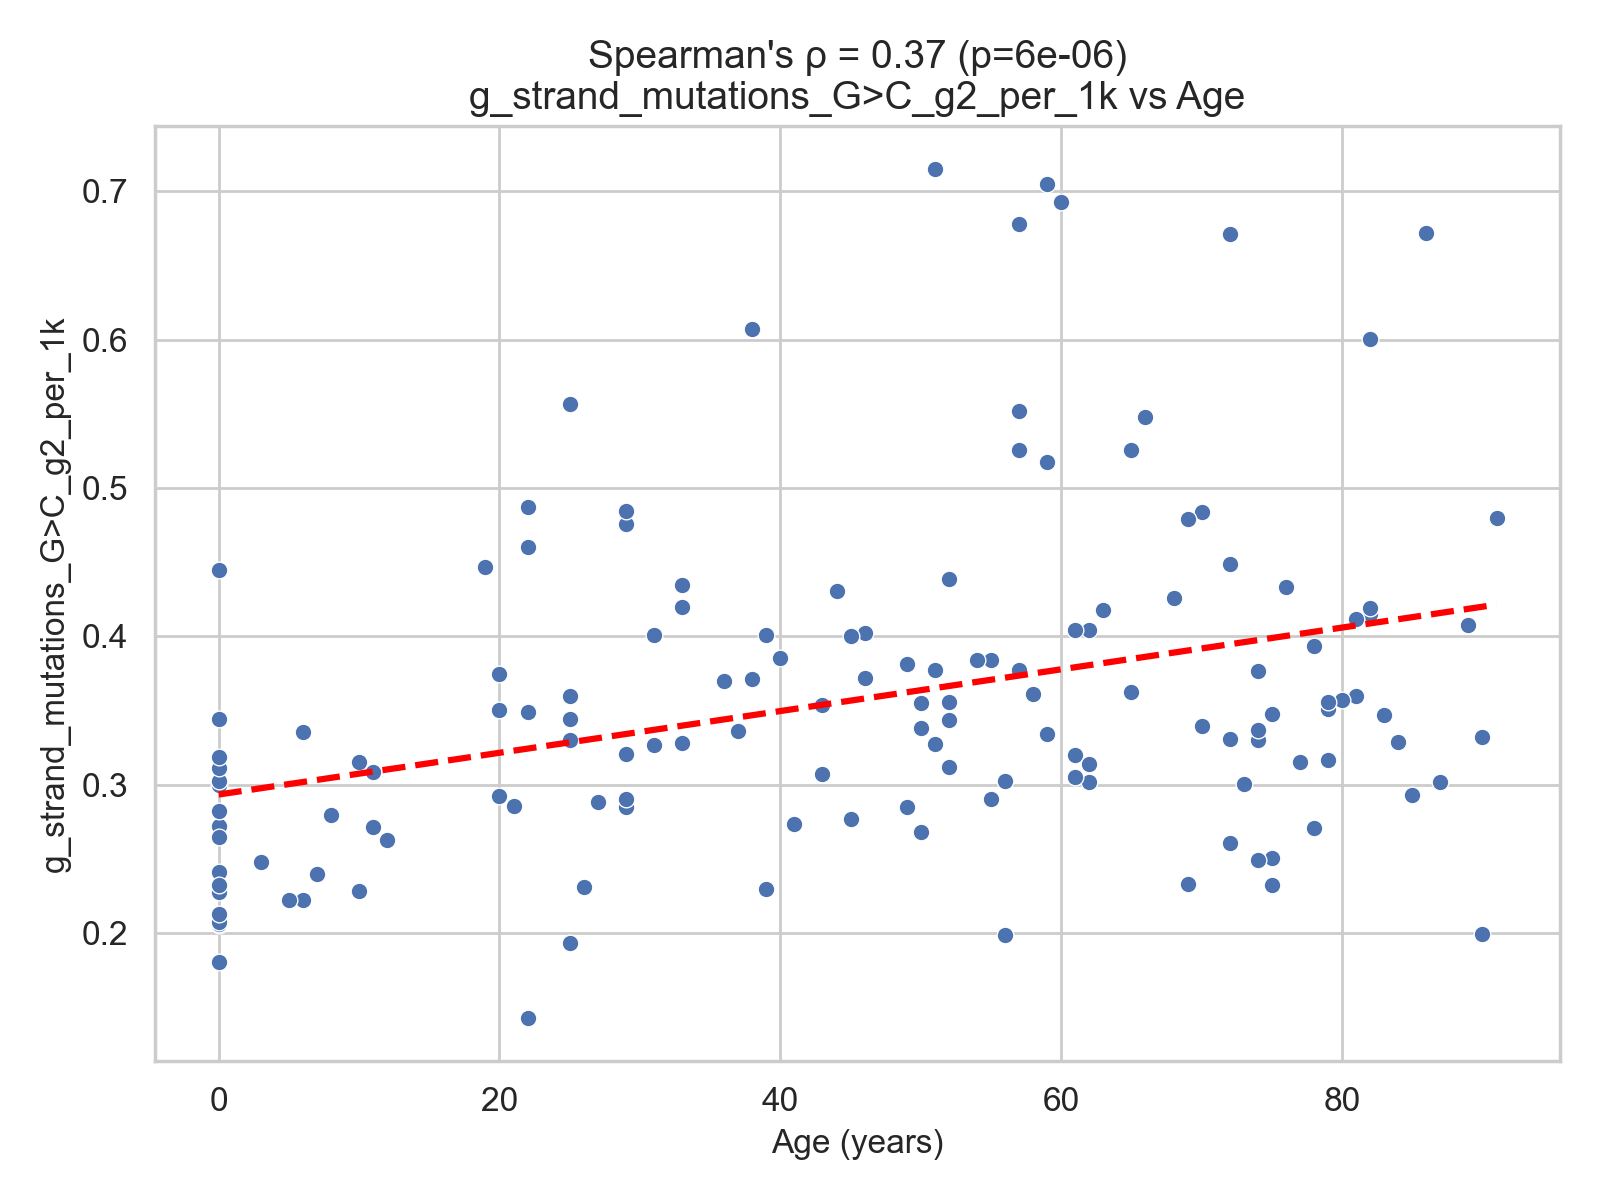 Spearman's ρ = 0.37 (p=6e-06)
g_strand_mutations_G>C_g2_per_1k vs Age
g_strand_mutations_G>C_g2_per_1k
0.7
0.6
0.5
0.4
0.3
0.2
0
20
40
60
80
Age (years)